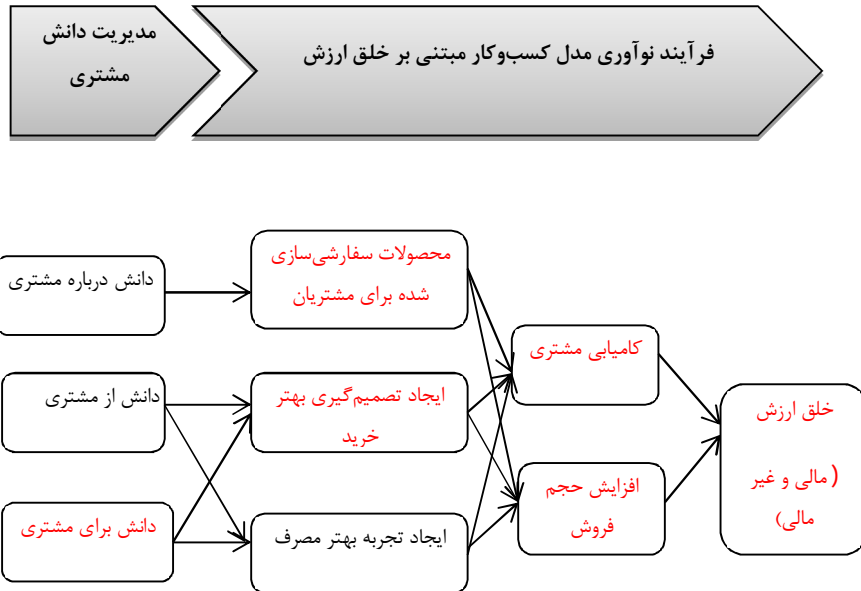 مدیریت دانش
مشتری
فرآیند نوآوری مدل کسب‌وکار مبتنی بر خلق ارزش
دانش درباره مشتری
دانش از مشتری
دانش برای مشتری
محصولات سفارشی‌سازی
شده برای مشتریان
ایجاد تصمیم‌گیری بهتر
خرید
ایجاد تجربه بهتر مصرف
کامیابی مشتری
افزایش حجم
فروش
خلق ارزش
(مالی و غیر
مالی)